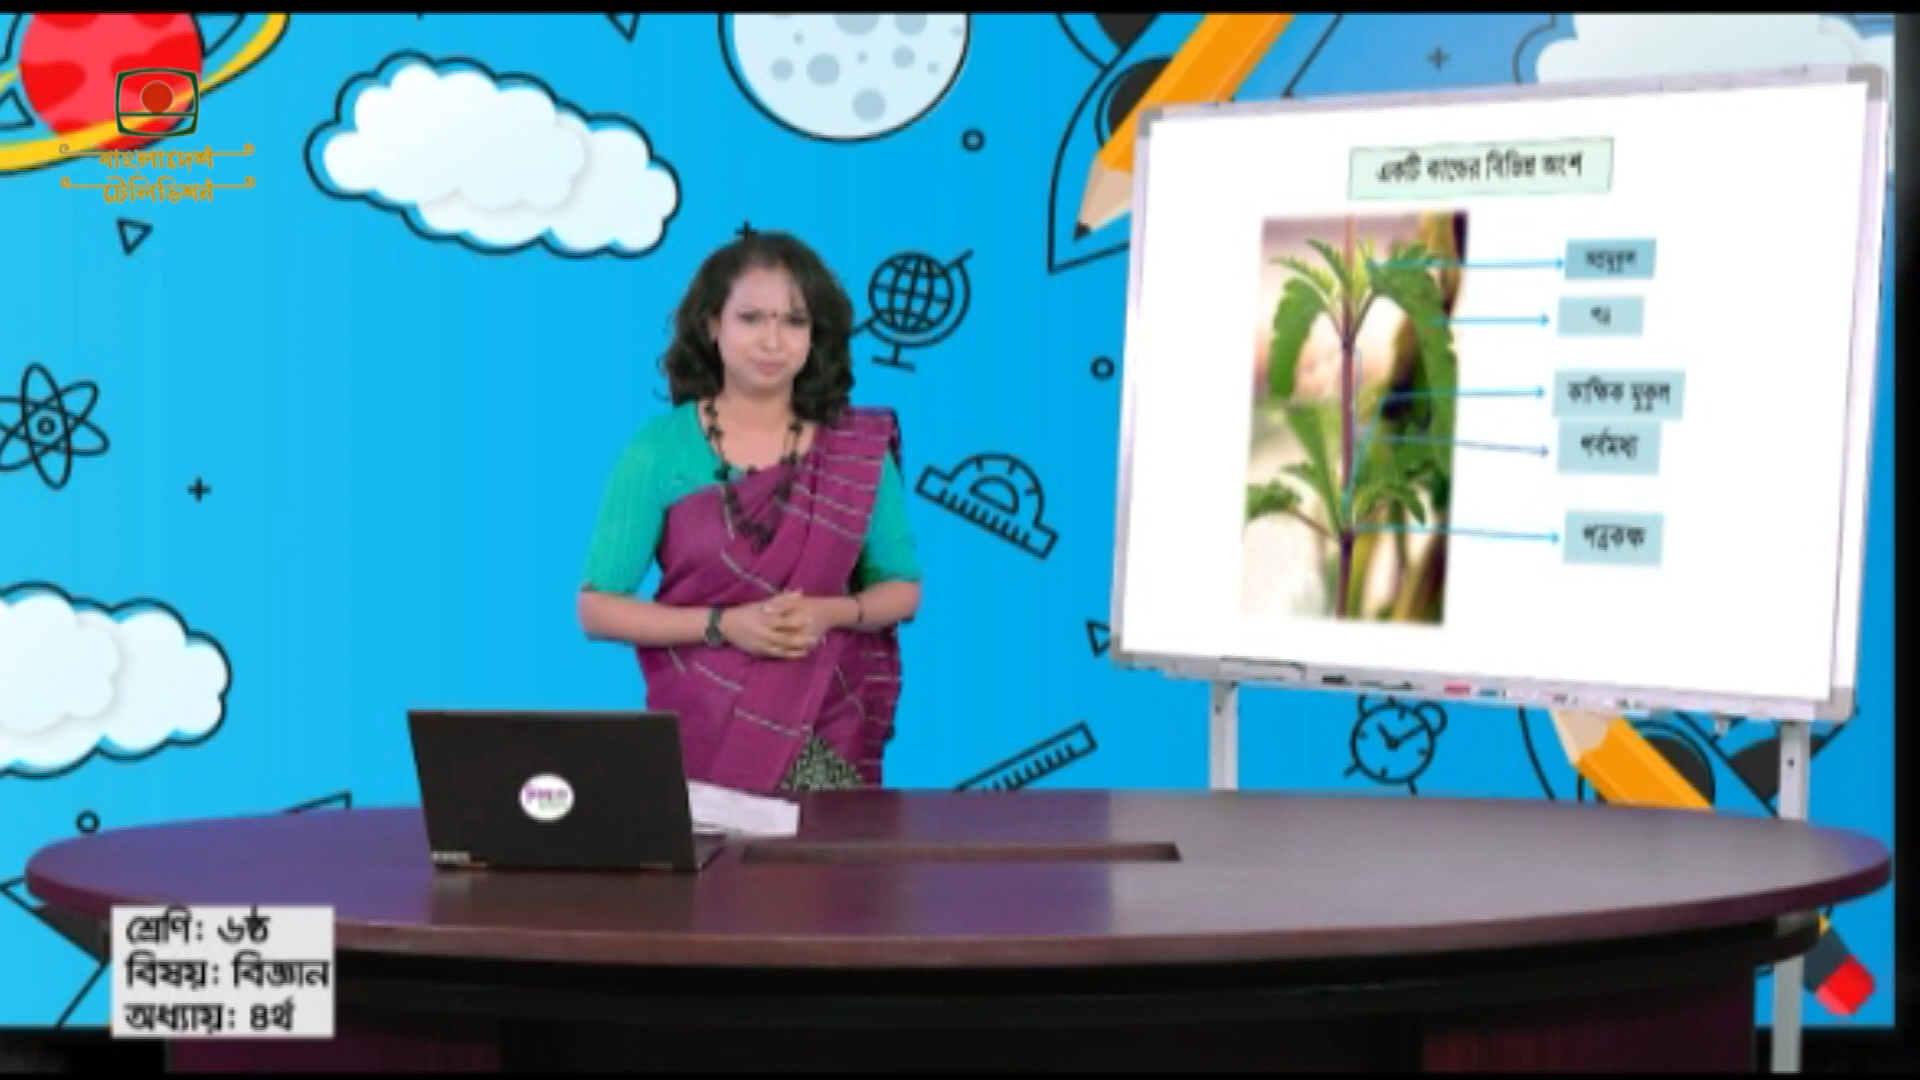 বাংলাদেশ
টেলিভিশন
একটি কান্ডের বিভিন্ন অংশ
অগ্রমুকুল
পত্র
কাক্ষিক মুকুল
পর্বমধ্য
পত্রকক্ষ
শ্রেণি: ৬ষ্ঠ
বিষয়: বিজ্ঞান
অধ্যায়: ৪র্থ